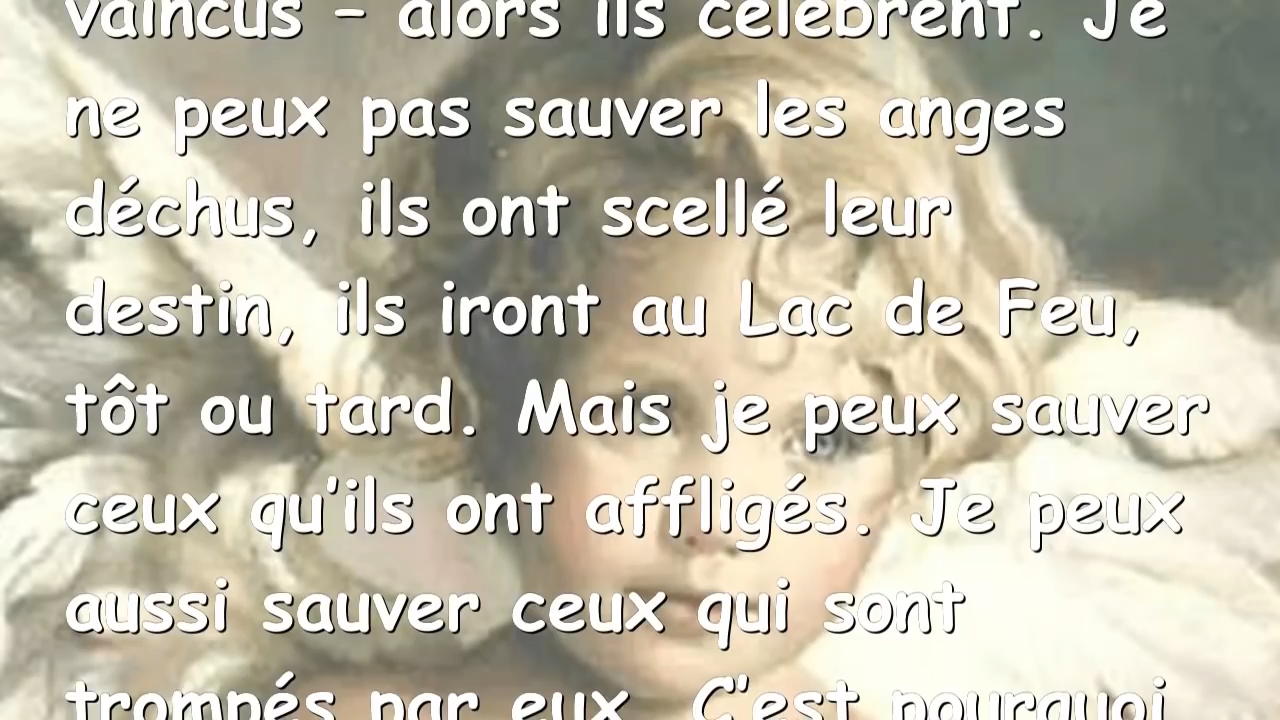 vaincus – alors ils célèbrent. Je
ne peux pas sauver les anges
déchus, ils ont scellé leur
destin, ils iront au Lac de Feu,
tôt ou tard. Mais je peux sauver
ceux qu'ils ont affligés. Je peux
aussi sauver ceux qui sont
trompés par eux. C'est pourquoi